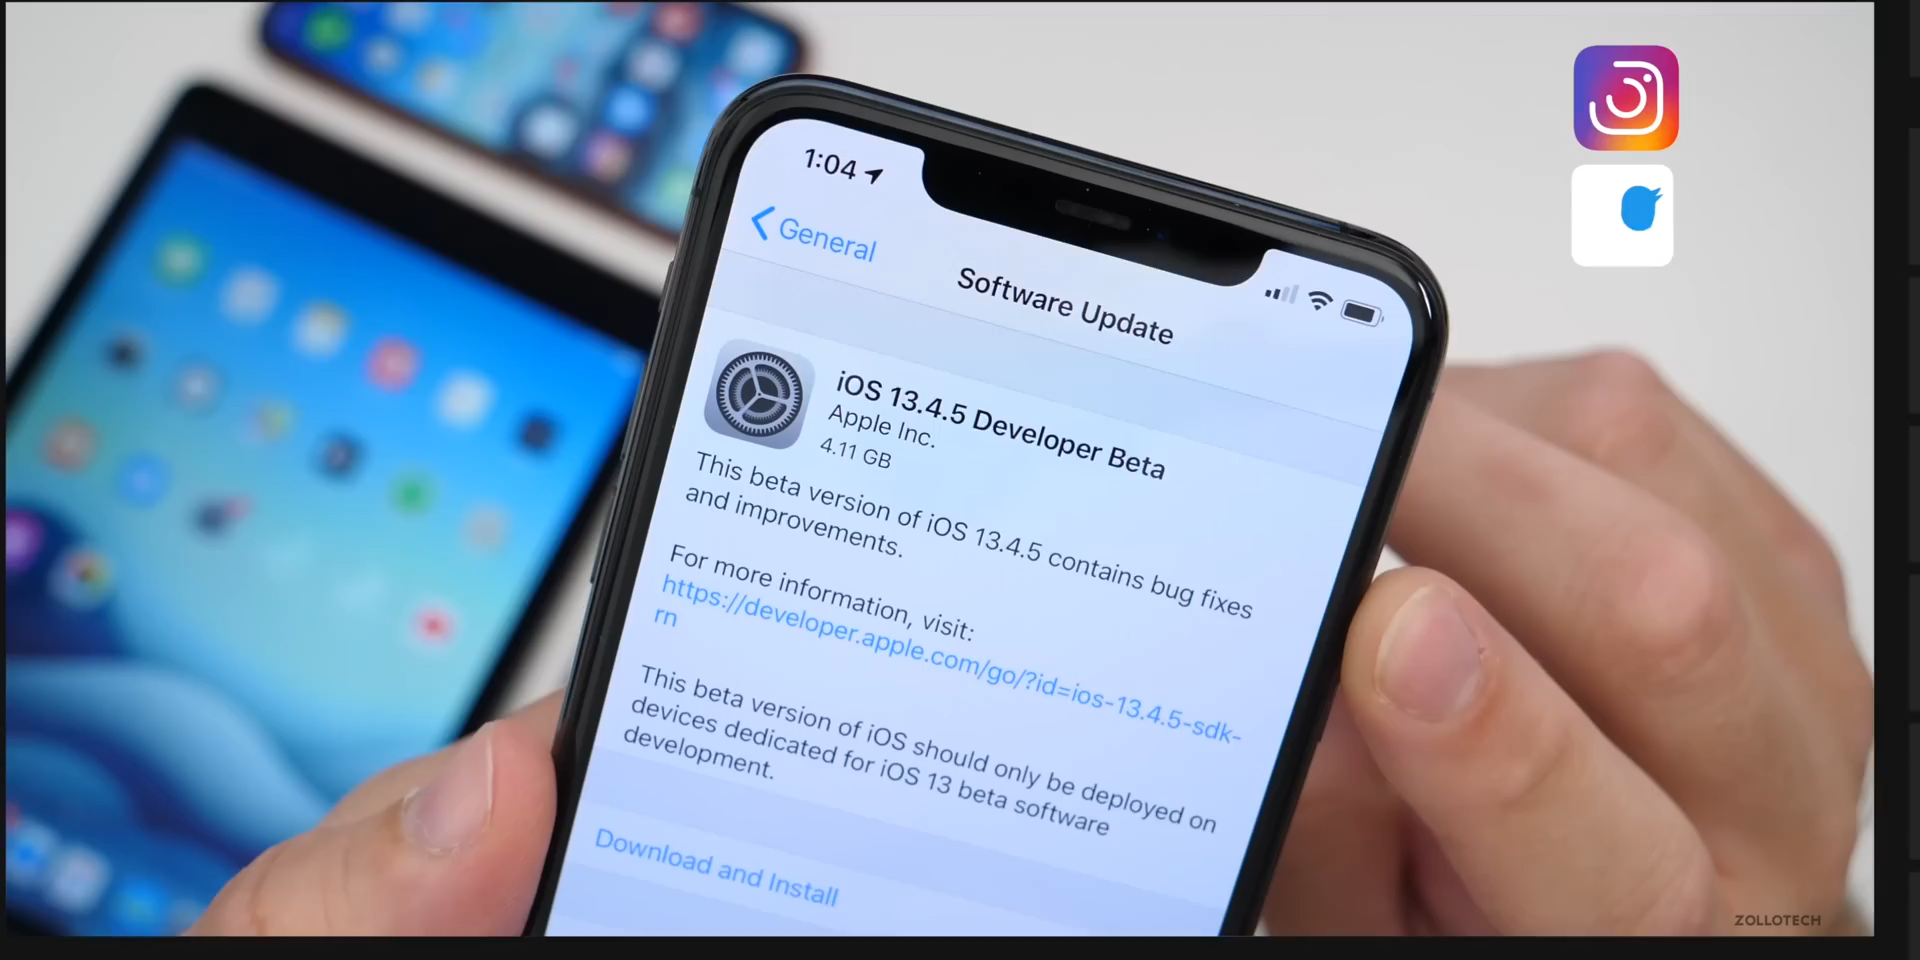 1:04
General
Software Update
iOS 13.4.5 Developer Beta
Apple Inc.
4.11 GB
This beta version of iOS 13.4.5 contains bug fixes
and improvements.
For more information, visit:
https://developer.apple.com/go/?id=ios-13.4.5-sdk-
rn
This beta version of iOS should only be deployed on
devices dedicated for iOS 13 beta software
development.
Download and Install
ZOLLOTECH